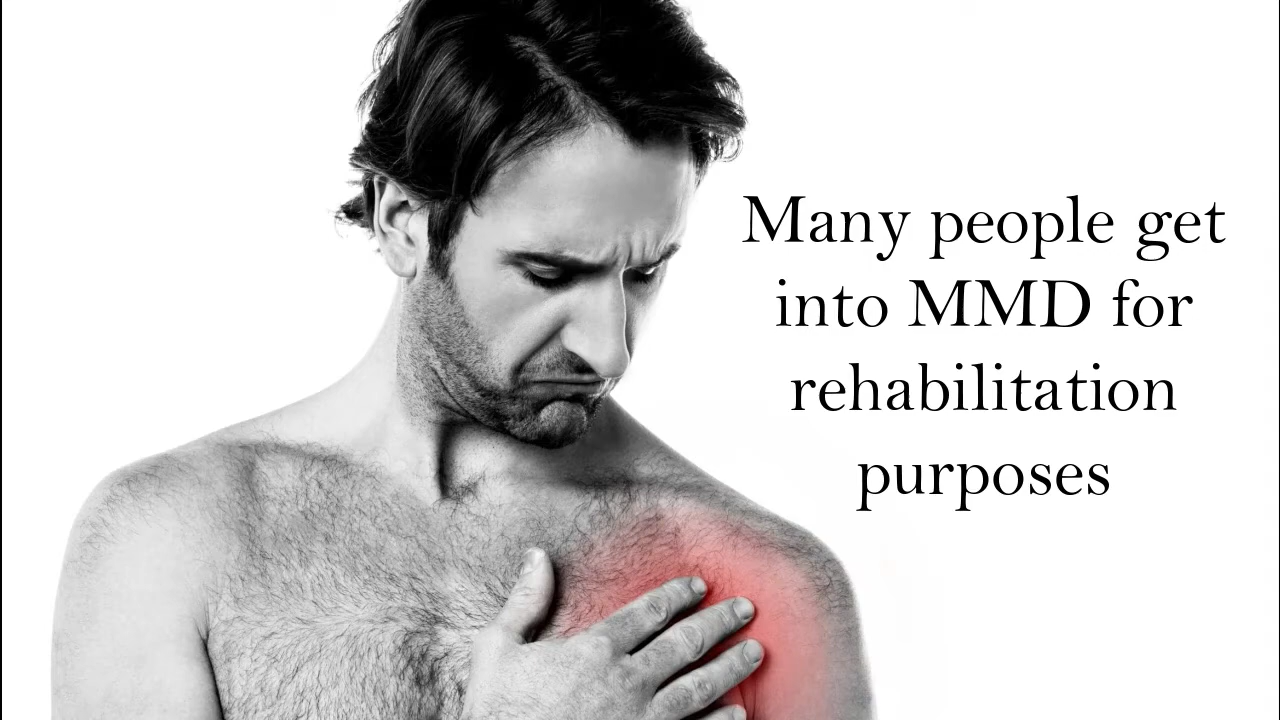 Many people get
into MMD for
rehabilitation
purposes